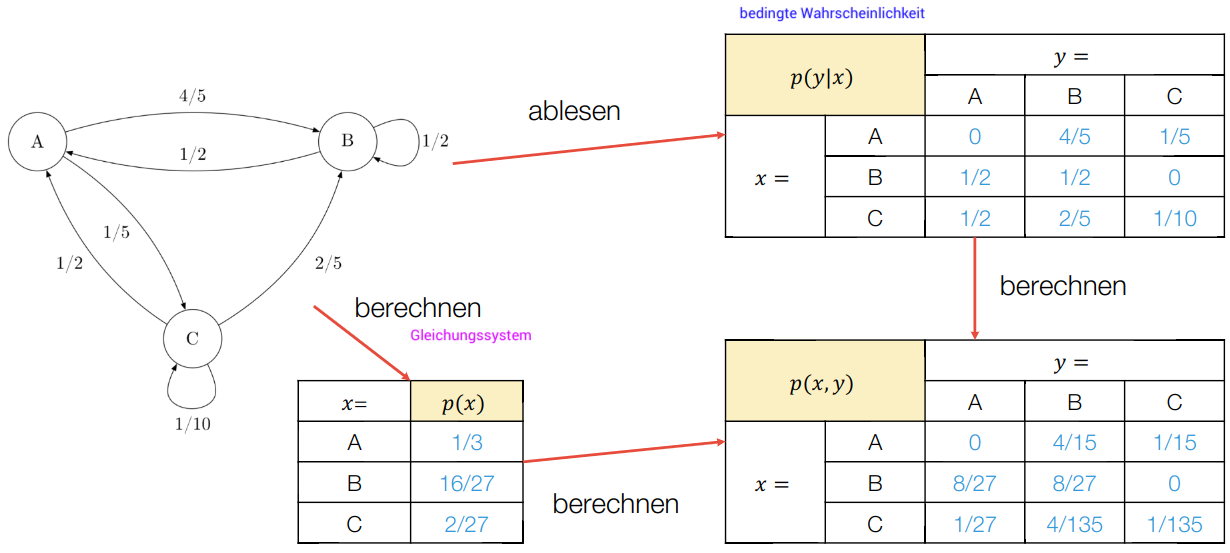 bedingte Wahrscheinlichkeit
4/5
A
B
1/2
1/2
1/5
1/2
2/5
C
1/10
ablesen
p(y|x)
y =
A B C
x =
A 0 4/5 1/5
B 1/2 1/2 0
C 1/2 2/5 1/10
berechnen
Gleichungssystem
berechnen
x= p(x)
A 1/3
B 16/27
C 2/27
berechnen
p(x, y)
y =
A B C
x =
A 0 4/15 1/15
B 8/27 8/27 0
C 1/27 4/135 1/135